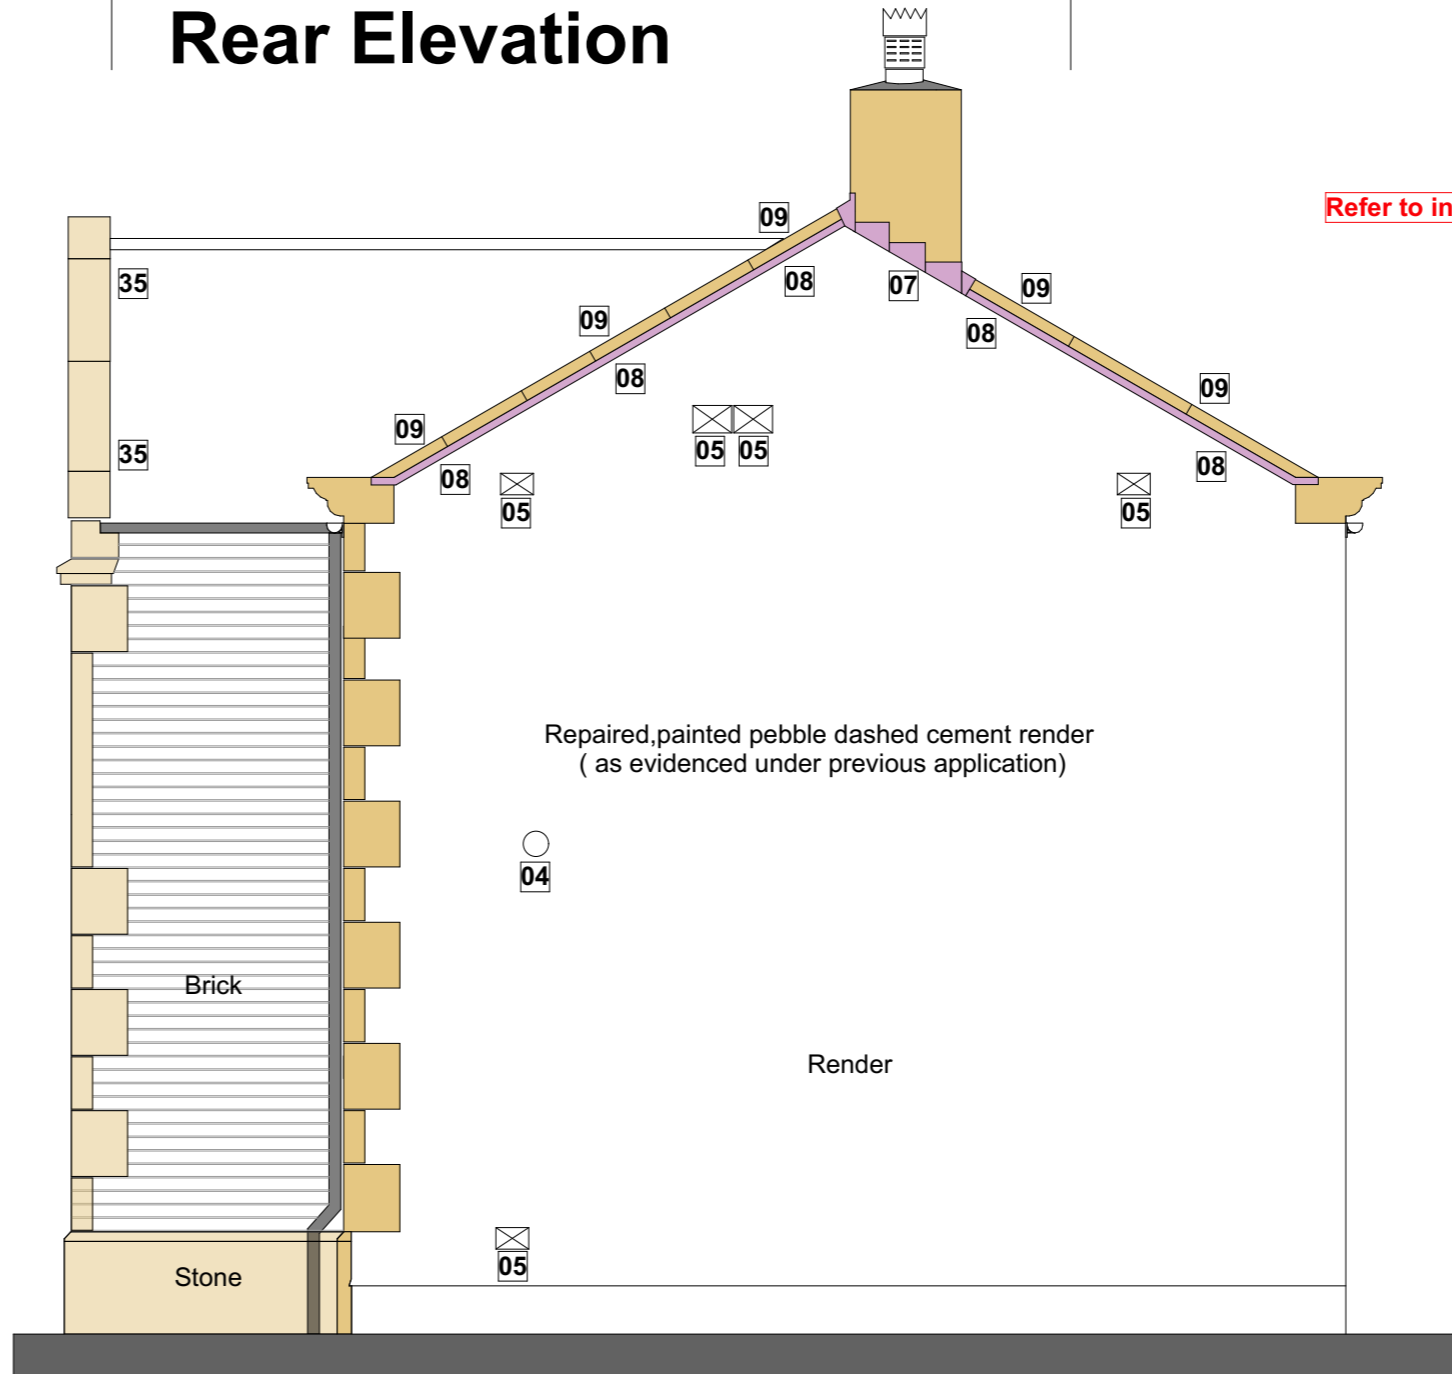 Rear Elevation
Refer to in
09
35
08
07
09
09
08
08
09
09
05 05
35
08
08
05
05
Repaired,painted pebble dashed cement render
( as evidenced under previous application)
04
Brick
Render
05
Stone